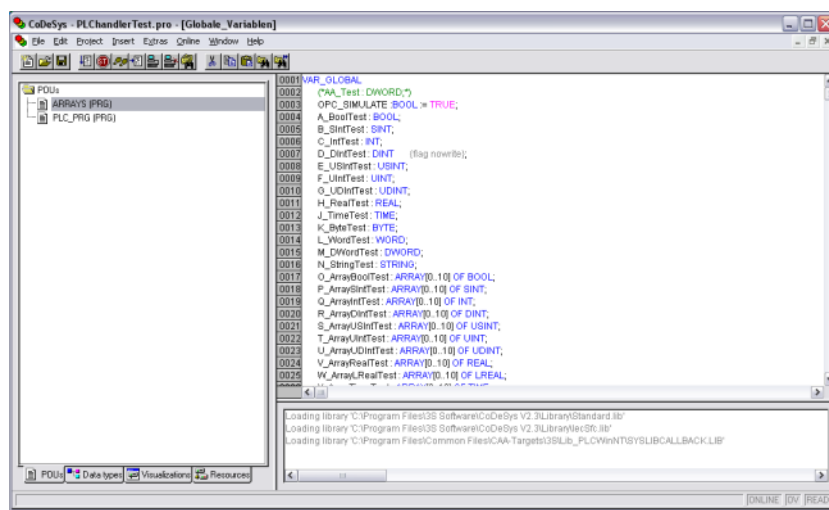 CoDeSys - PLCHandlerTest.pro - [Globale_Variablen]
File Edit Project Insert Extras Online Window Help
POUs
ARRAYS (PRG)
PLC_PRG (PRG)
0001 VAR_GLOBAL
0002 (*AA_Test : DWORD;*)
0003 OPC_SIMULATE :BOOL := TRUE;
0004 A_BoolTest : BOOL;
0005 B_SIntTest : SINT;
0006 C_IntTest : INT;
0007 D_DintTest : DINT {flag nowrite};
0008 E_USIntTest : USINT;
0009 F_UIntTest : UINT;
0010 G_UDIntTest : UDINT;
0011 H_RealTest : REAL;
0012 J_TimeTest : TIME;
0013 K_ByteTest : BYTE;
0014 L_WordTest : WORD;
0015 M_DWordTest : DWORD;
0016 N_StringTest : STRING;
0017 O_ArrayBoolTest : ARRAY[0..10] OF BOOL;
0018 P_ArraySIntTest : ARRAY[0..10] OF SINT;
0019 Q_ArrayIntTest : ARRAY[0..10] OF INT;
0020 R_ArrayDIntTest : ARRAY[0..10] OF DINT;
0021 S_ArrayUSIntTest : ARRAY[0..10] OF USINT;
0022 T_ArrayUIntTest : ARRAY[0..10] OF UINT;
0023 U_ArrayUDIntTest : ARRAY[0..10] OF UDINT;
0024 V_ArrayRealTest : ARRAY[0..10] OF REAL;
0025 W_ArrayLRealTest : ARRAY[0..10] OF LREAL;
Loading library 'C:\Program Files\3S Software\CoDeSys V2.3\Library\Standard.lib'
Loading library 'C:\Program Files\3S Software\CoDeSys V2.3\Library\IecSfc.lib'
Loading library 'C:\Program Files\Common Files\CAA-Targets\3S\Lib_PLCWinNT\SYSLIBCALLBACK.LIB'
POUs Data types Visualizations Resources
ONLINE OV READ